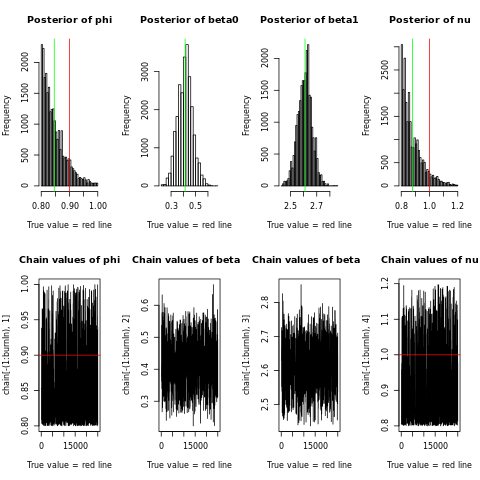 Posterior of phi Posterior of beta0 Posterior of beta1 Posterior of nu
Frequency Frequency Frequency Frequency
0 500 1000 1500 2000
0 1000 2000 3000
0 500 1000 1500 2000
0 500 1500 2500
0.80 0.90 1.00 0.3 0.5 2.5 2.7 0.8 1.0 1.2
True value = red line True value = red line True value = red line True value = red line
Chain values of phi Chain values of beta Chain values of beta Chain values of nu
chain[-(1:burnIn), 1] chain[-(1:burnIn), 2] chain[-(1:burnIn), 3] chain[-(1:burnIn), 4]
0.80 0.85 0.90 0.95 1.00
0.3 0.4 0.5 0.6
2.5 2.6 2.7 2.8
0.8 0.9 1.0 1.1 1.2
0 15000 0 15000 0 15000 0 15000
True value = red line True value = red line True value = red line True value = red line